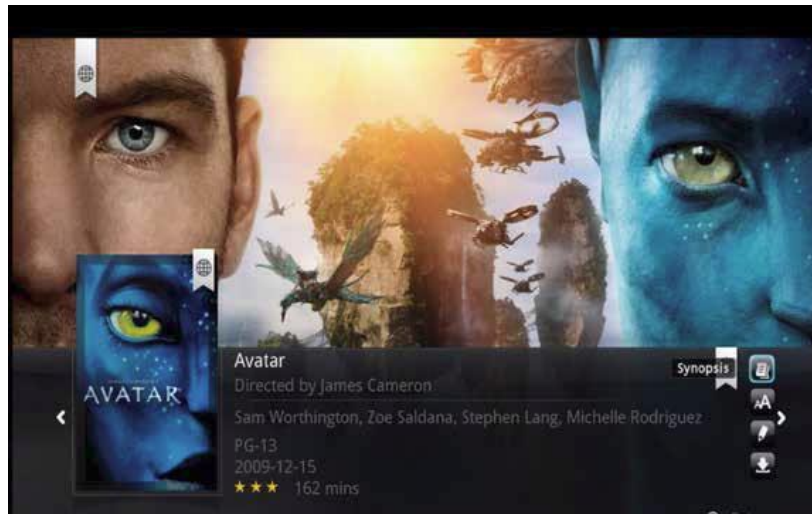 Avatar
Synopsis
Directed by James Cameron
Sam Worthington, Zoe Saldana, Stephen Lang, Michelle Rodriguez
PG-13
2009-12-15
162 mins
AVATAR
AA